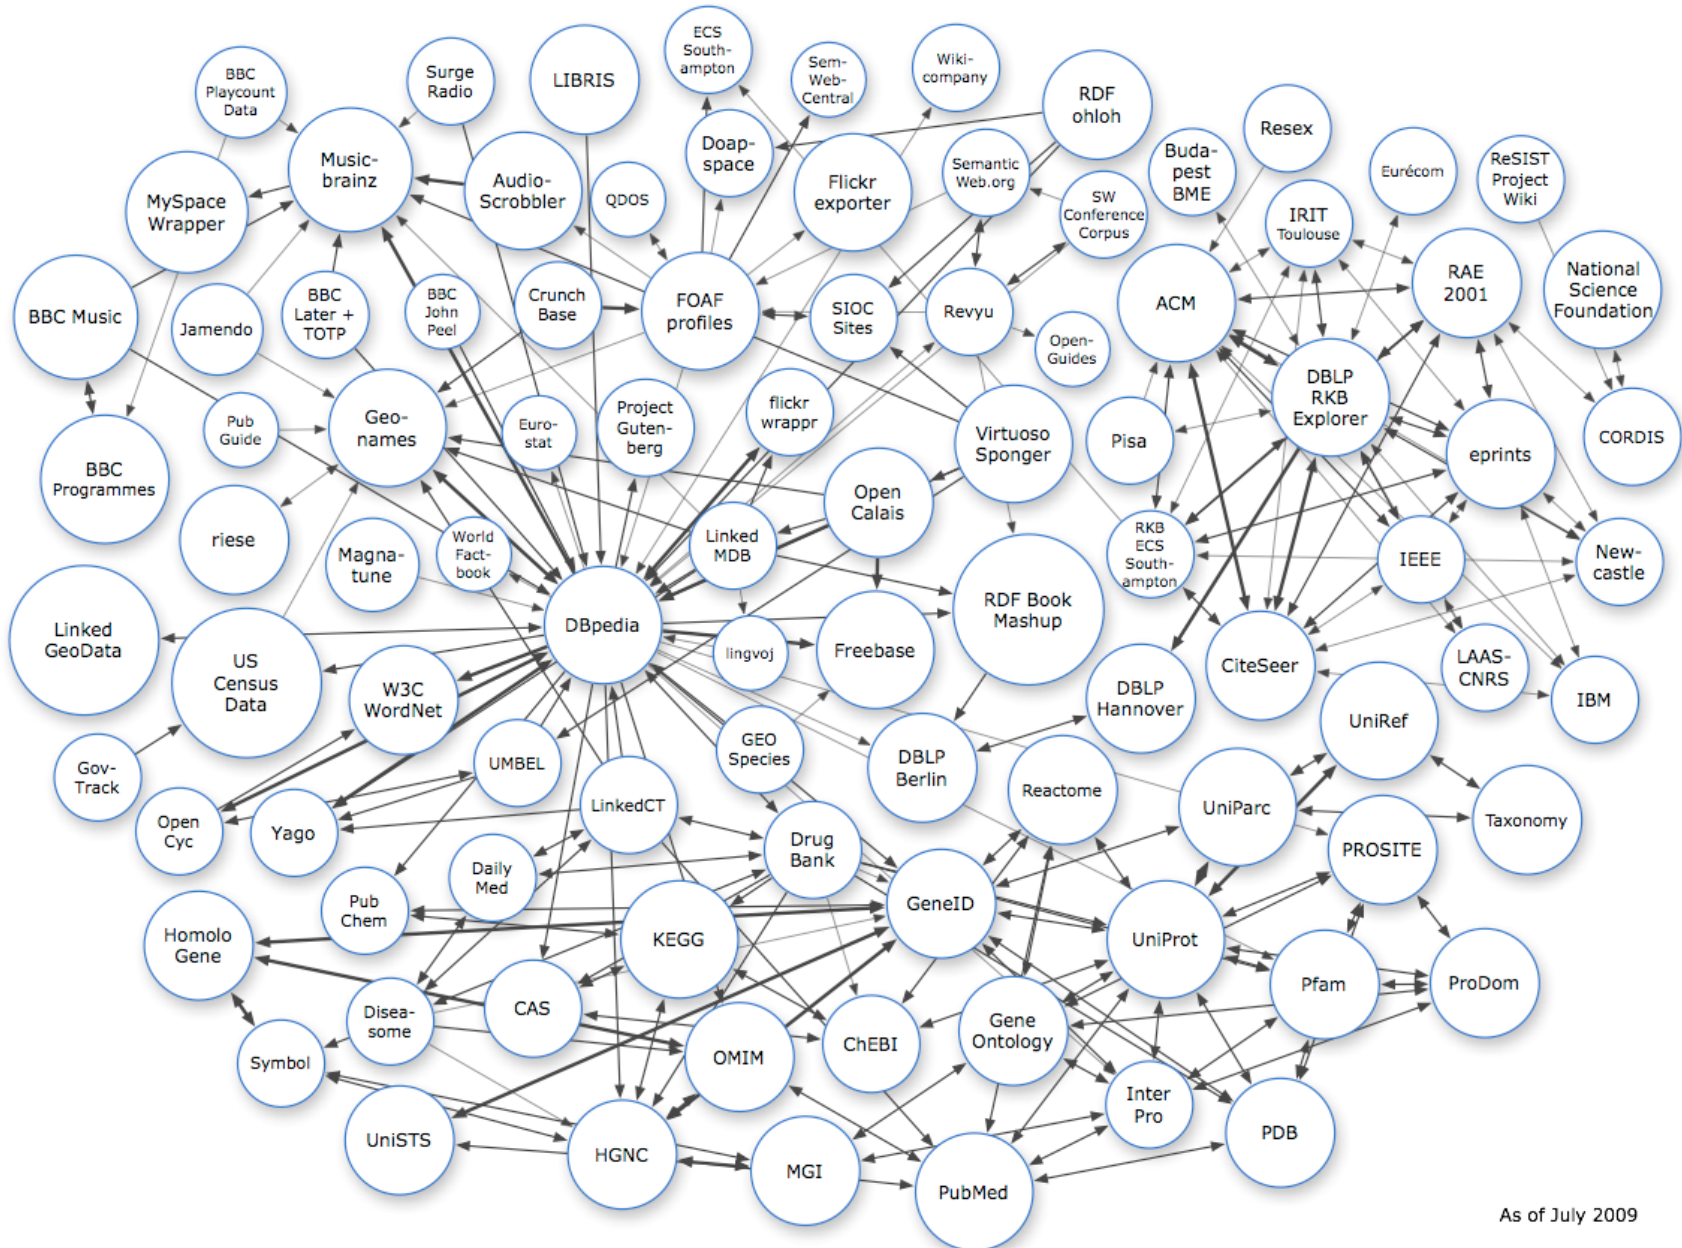 ECS
South-
ampton
Wiki-
company
BBC
Playcount
Data
Surge
Radio
LIBRIS
Sem-
Web-
Central
RDF
ohloh
Resex
Music-
brainz
Doap-
space
Buda-
pest
BME
Eurécom
ReSIST
Project
Wiki
MySpace
Wrapper
Audio-
Scrobbler
QDOS
Flickr
exporter
Semantic
Web.org
SW
Conference
Corpus
IRIT
Toulouse
BBC Music
Jamendo
BBC
Later +
TOTP
BBC
John
Peel
Crunch
Base
FOAF
profiles
SIOC
Sites
Revyu
Open-
Guides
ACM
RAE
2001
National
Science
Foundation
BBC
Programmes
Pub
Guide
Geo-
names
Euro-
stat
Project
Guten-
berg
flickr
wrappr
Virtuoso
Sponger
Pisa
DBLP
RKB
Explorer
eprints
CORDIS
riese
Magna-
tune
World
Fact-
book
Linked
MDB
Open
Calais
RKB
ECS
South-
ampton
IEEE
New-
castle
Linked
GeoData
US
Census
Data
W3C
WordNet
DBpedia
lingvoj
Freebase
RDF Book
Mashup
DBLP
Hannover
CiteSeer
LAAS-
CNRS
IBM
Gov-
Track
Open
Cyc
Yago
UMBEL
LinkedCT
GEO
Species
DBLP
Berlin
Reactome
UniParc
UniRef
Taxonomy
PROSITE
Homolo
Gene
Pub
Chem
Daily
Med
KEGG
Drug
Bank
GeneID
UniProt
Pfam
ProDom
Symbol
Disea-
some
CAS
OMIM
ChEBI
Gene
Ontology
Inter
Pro
PDB
UniSTS
HGNC
MGI
PubMed
As of July 2009